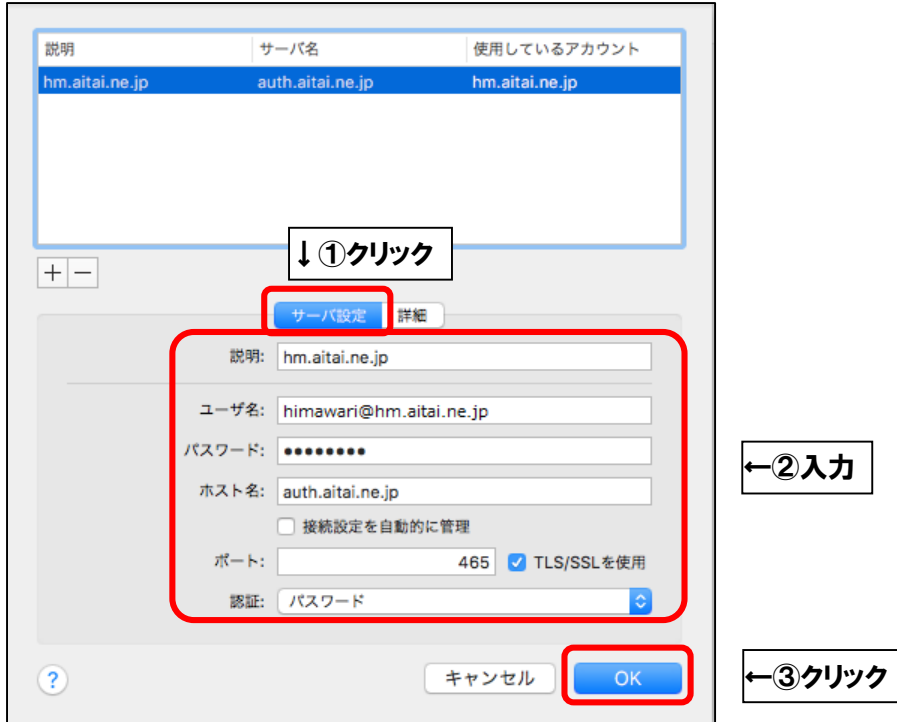 説明 サーバ名 使用しているアカウント
hm.aitai.ne.jp auth.aitai.ne.jp hm.aitai.ne.jp
↓①クリック
+ −
サーバ設定 詳細
説明: hm.aitai.ne.jp
ユーザ名: himawari@hm.aitai.ne.jp
パスワード: ●●●●●●●●
←②入力
ホスト名: auth.aitai.ne.jp
接続設定を自動的に管理
ポート: 465 TLS/SSLを使用
認証: パスワード
? キャンセル OK
←③クリック